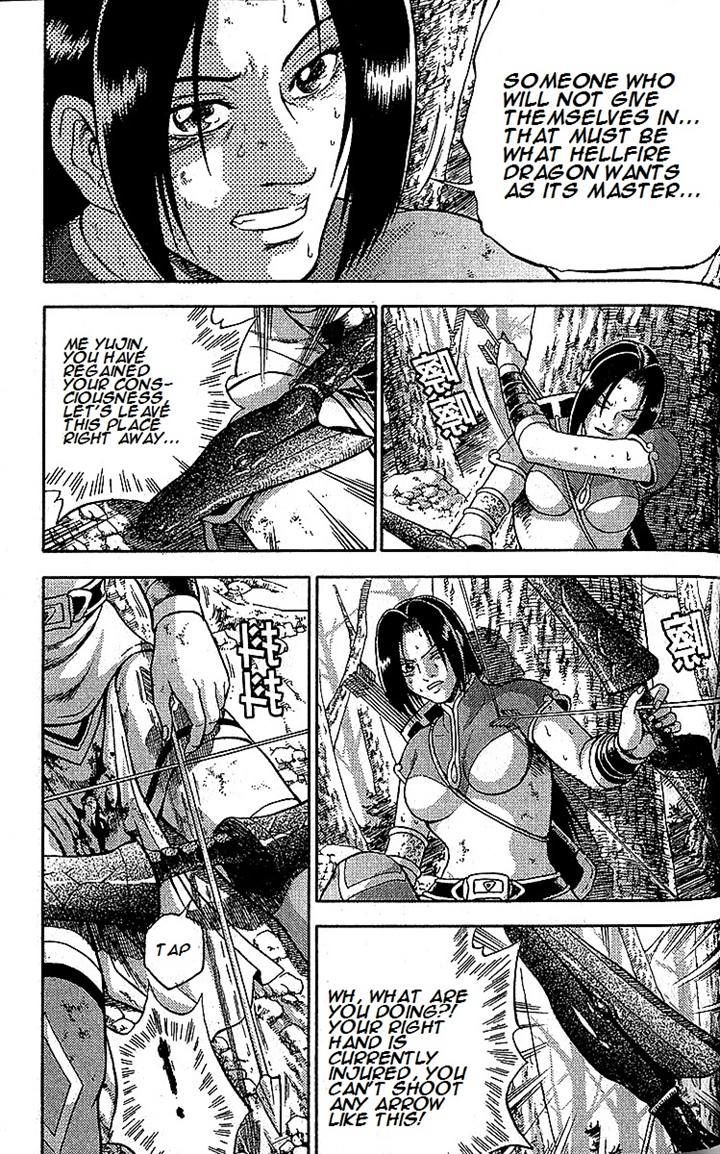 SOMEONE WHO
WILL NOT GIVE
THEMSELVES IN...
THAT MUST BE
WHAT HELLFIRE
DRAGON WANTS
AS ITS MASTER...
ME YUJIN,
YOU HAVE
REGAINED
YOUR CONS-
CIOUSNESS,
LET'S LEAVE
THIS PLACE
RIGHT AWAY...
TAP
WH, WHAT ARE
YOU DOING?!
YOUR RIGHT
HAND IS
CURRENTLY
INJURED, YOU
CAN'T SHOOT
ANY ARROW
LIKE THIS!